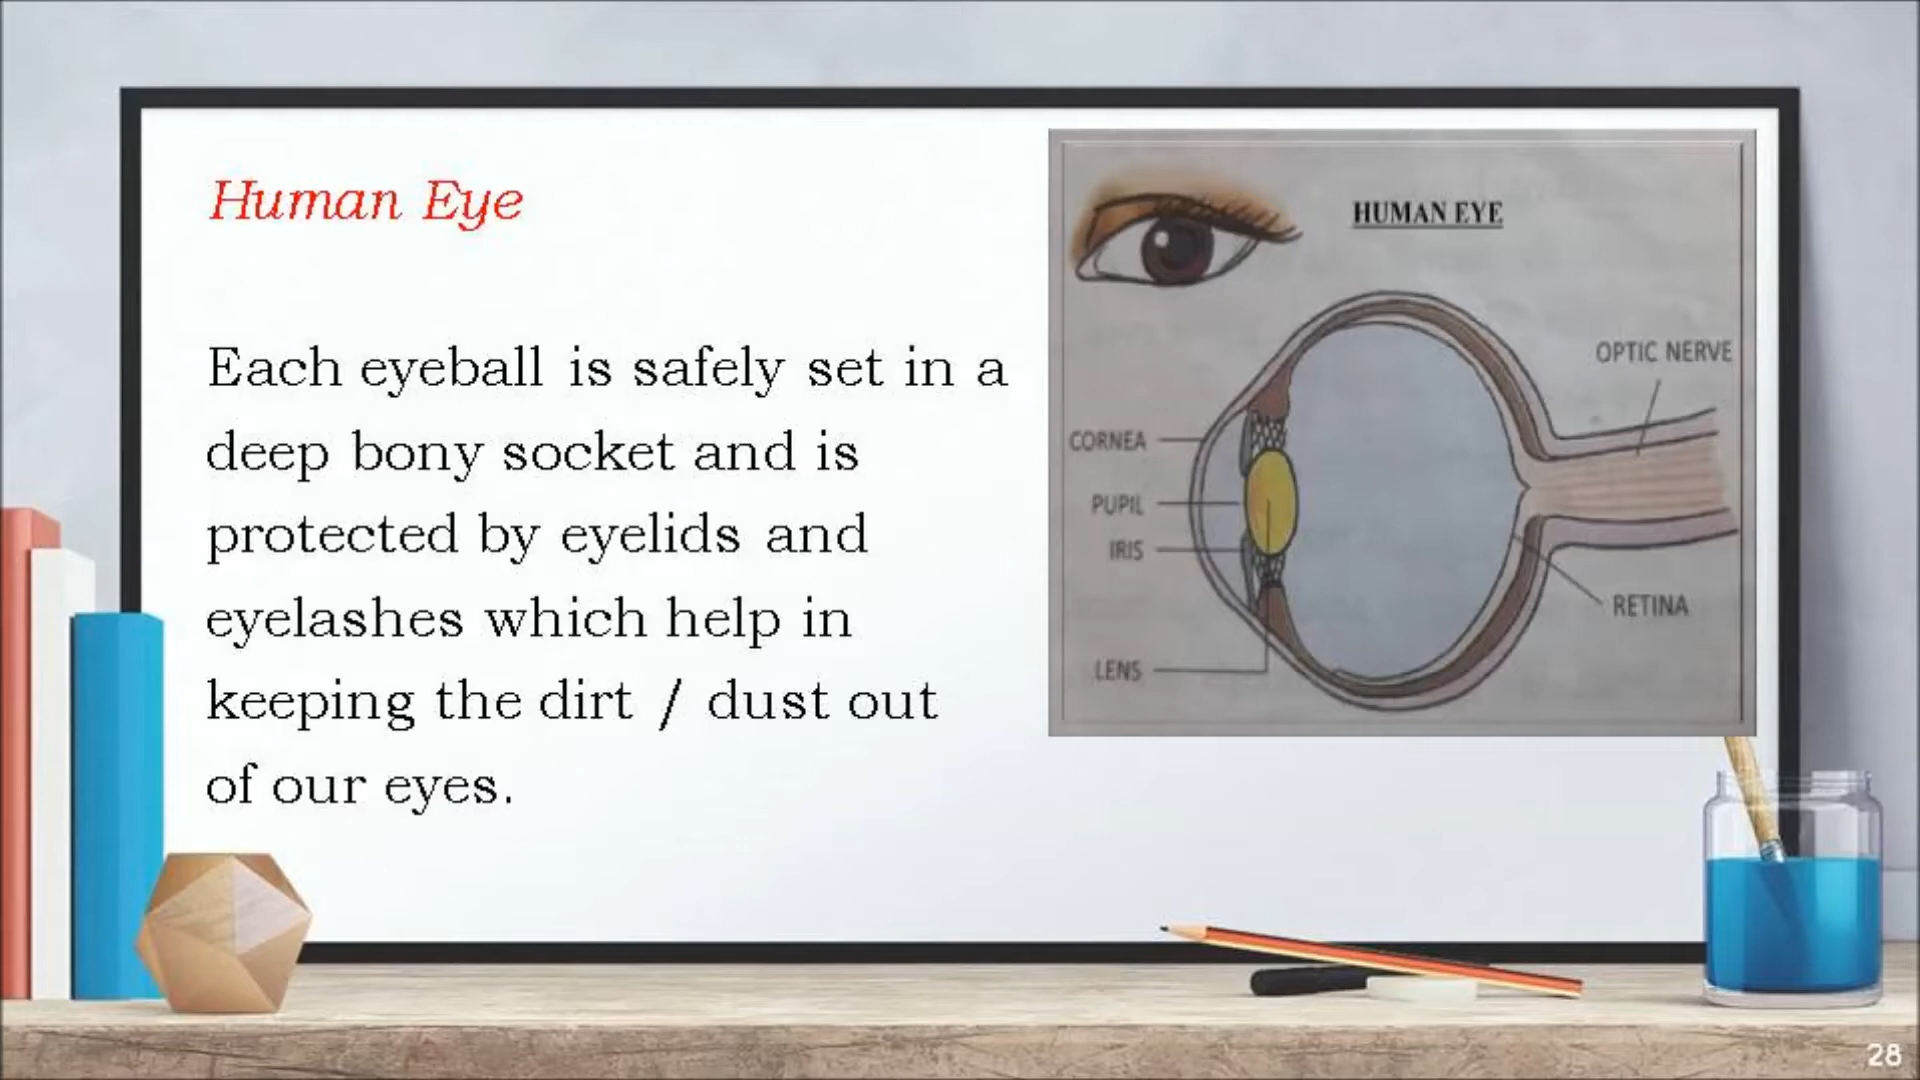 Human Eye
Each eyeball is safely set in a
deep bony socket and is
protected by eyelids and
eyelashes which help in
keeping the dirt / dust out
of our eyes.
HUMAN EYE
OPTIC NERVE
CORNEA
PUPIL
IRIS
RETINA
LENS
28